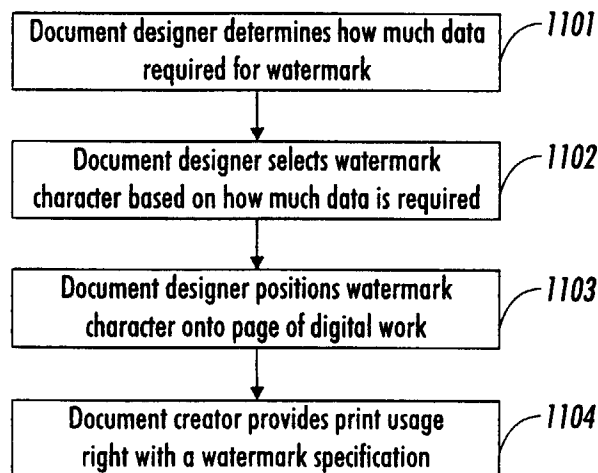 Document designer determines how much data
required for watermark
1101
Document designer selects watermark
character based on how much data is required
1102
Document designer positions watermark
character onto page of digital work
1103
Document creator provides print usage
right with a watermark specification
1104